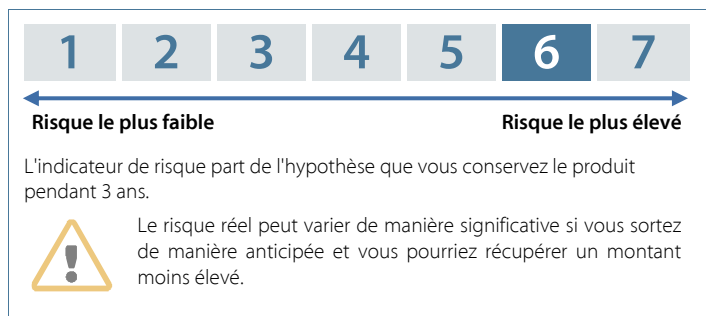 1 2 3 4 5 6 7
Risque le plus faible Risque le plus élevé
L'indicateur de risque part de l'hypothèse que vous conservez le produit
pendant 3 ans.
Le risque réel peut varier de manière significative si vous sortez
de manière anticipée et vous pourriez récupérer un montant
moins élevé.